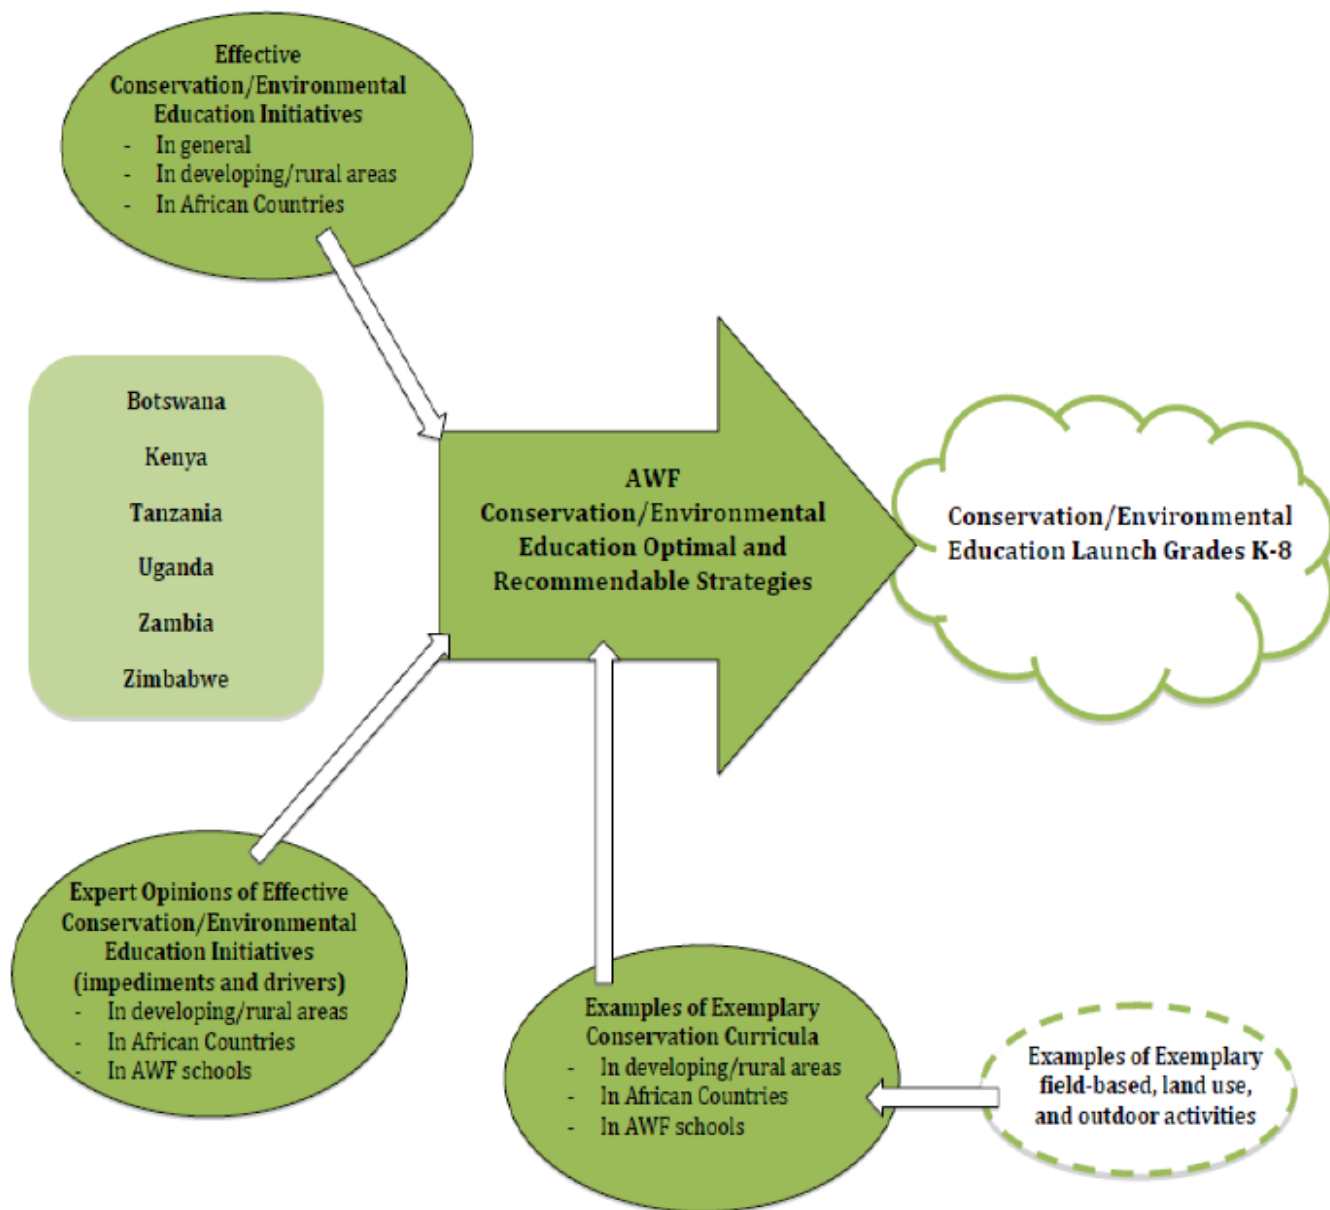 Effective
Conservation/Environmental
Education Initiatives
- In general
- In developing/rural areas
- In African Countries
Botswana
Kenya
Tanzania
Uganda
Zambia
Zimbabwe
AWF
Conservation/Environmental
Education Optimal and
Recommendable Strategies
Conservation/Environmental
Education Launch Grades K-8
Expert Opinions of Effective
Conservation/Environmental
Education Initiatives
(impediments and drivers)
- In developing/rural areas
- In African Countries
- In AWF schools
Examples of Exemplary
Conservation Curricula
- In developing/rural areas
- In African Countries
- In AWF schools
Examples of Exemplary
field-based, land use,
and outdoor activities